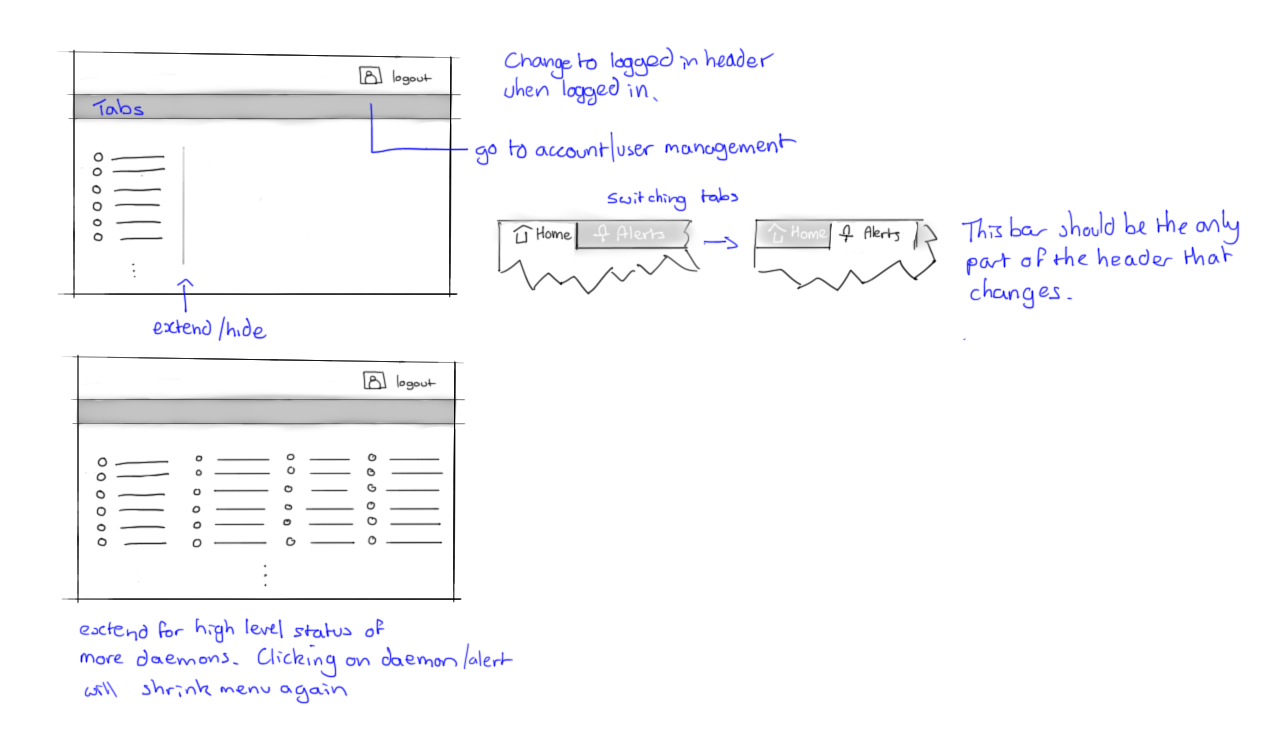 logout
Tabs
Change to logged in header
when logged in.
go to account/user management
extend/hide
Switching tabs
Home Alerts
Home Alerts
This bar should be the only
part of the header that
changes.
logout
extend for high level status of
more daemons. Clicking on daemon/alert
will shrink menu again